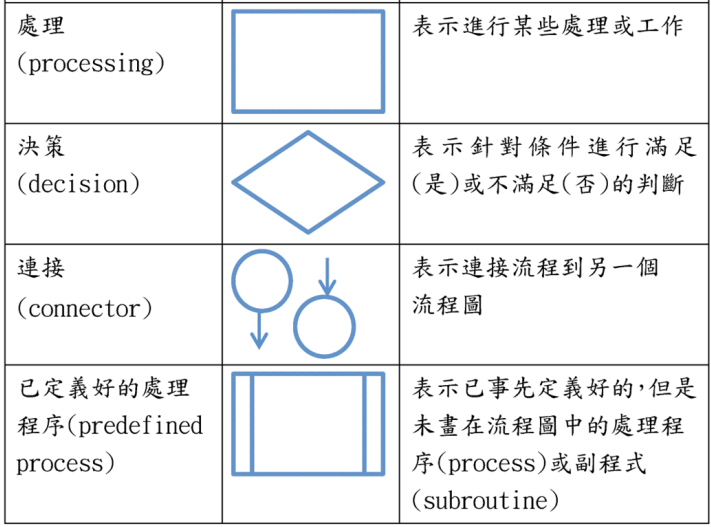 處理
(processing)
表示進行某些處理或工作
決策
(decision)
表示針對條件進行滿足
(是)或不滿足(否)的判斷
連接
(connector)
表示連接流程到另一個
流程圖
已定義好的處理
程序(predefined
process)
表示已事先定義好的,但是
未畫在流程圖中的處理程
序(process)或副程式
(subroutine)